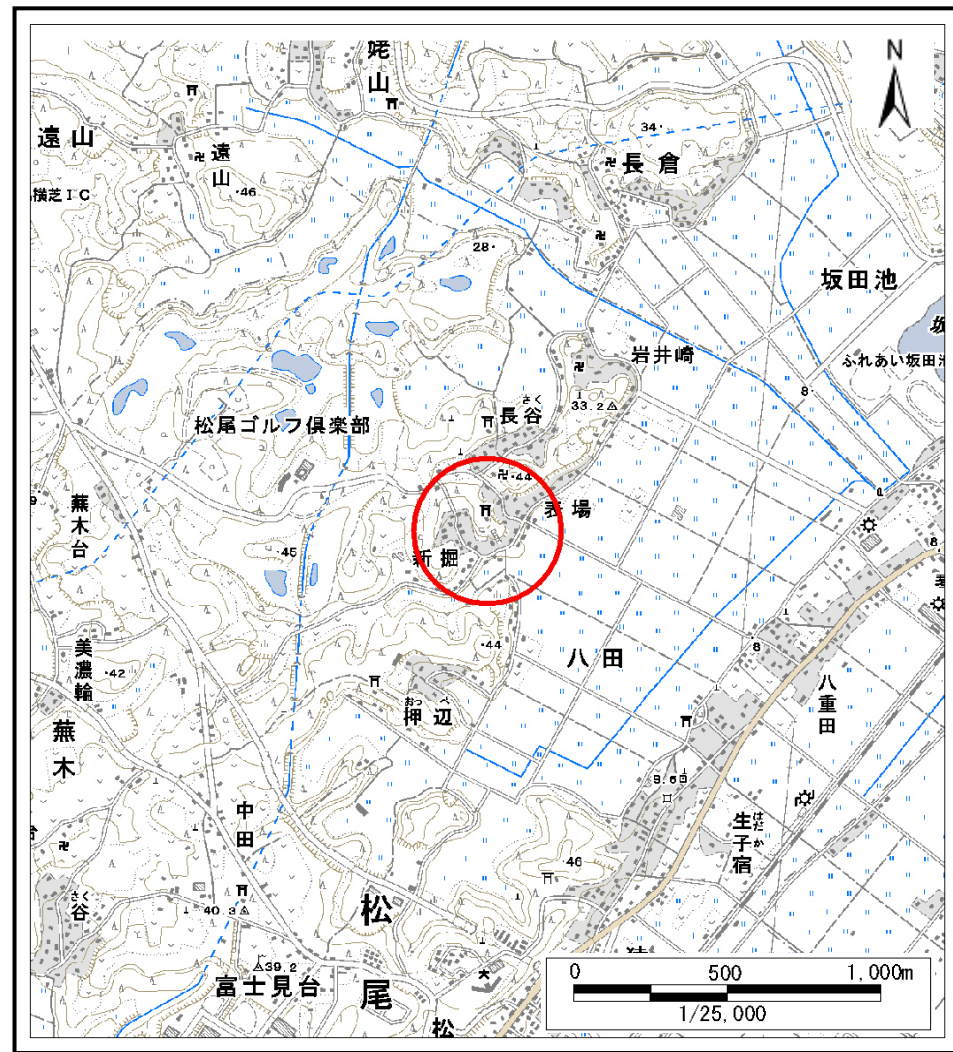 姥山
N
遠山
遠山
34
長倉
横芝IC
46
28
坂田池
岩井崎
ふれあい坂田池
さく
長谷
33.2
8
松尾ゴルフ倶楽部
44
表場
蕪木台
45
新掘
8
44
八田
美濃輪
42
八重田
おっぺ
押辺
蕪木
9.6
中田
生子宿
はだか
46
さく
谷
40.3
松尾
39.2
富士見台
松
0 500 1,000m
1/25,000